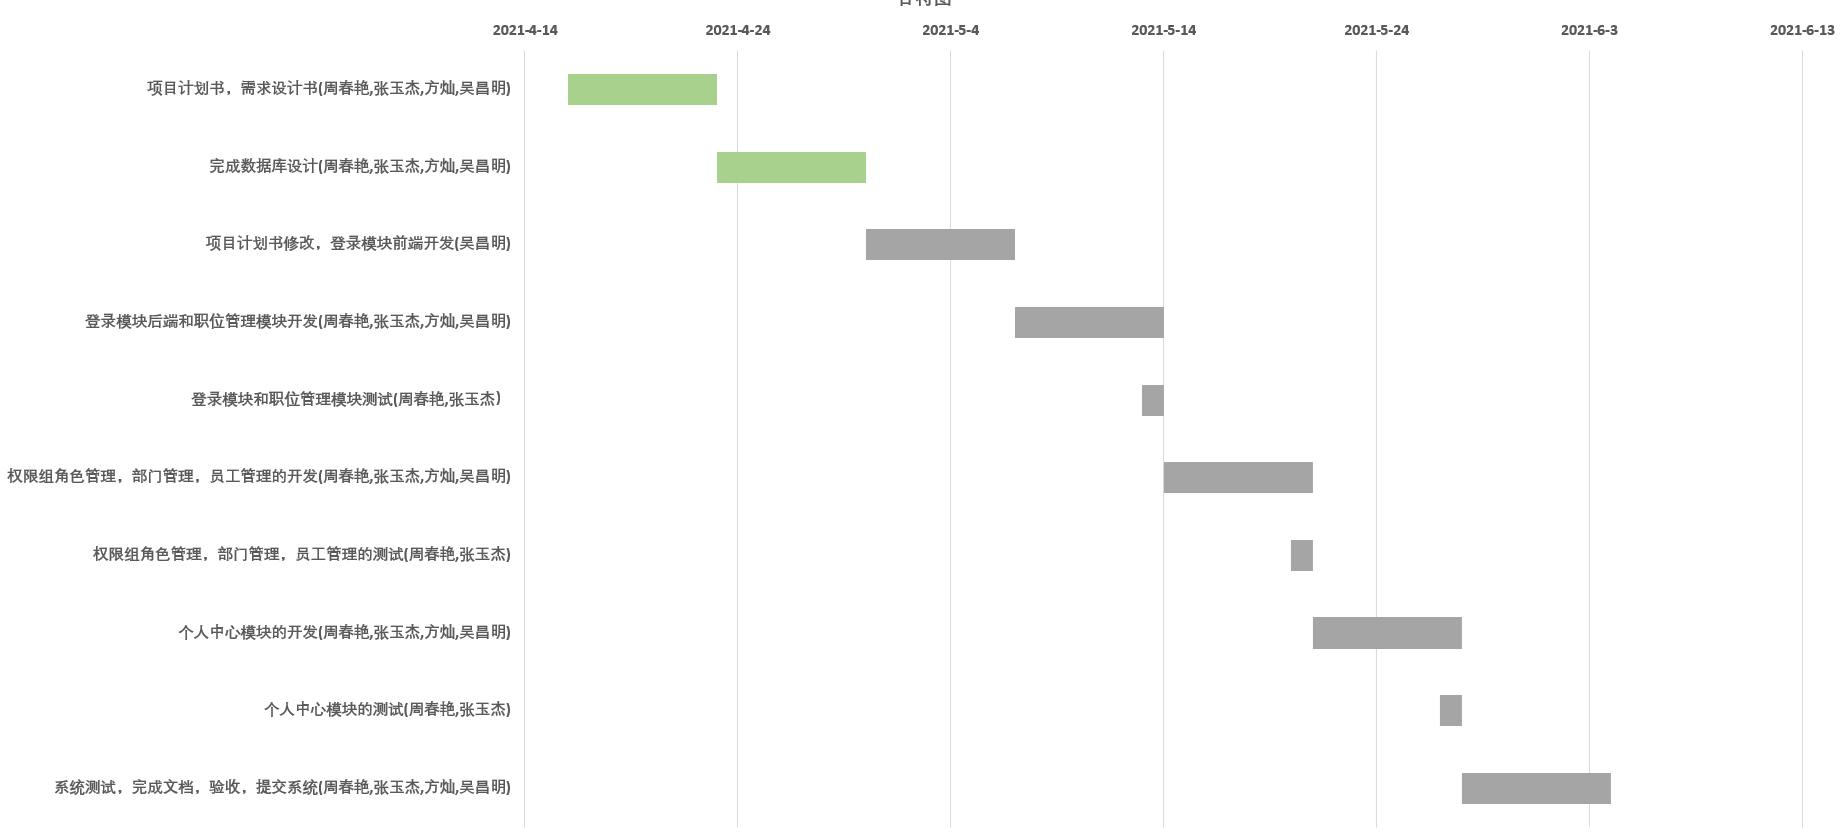 甘特图
2021-4-14 2021-4-24 2021-5-4 2021-5-14 2021-5-24 2021-6-3 2021-6-13
项目计划书，需求设计书(周春艳,张玉杰,方灿,吴昌明)
完成数据库设计(周春艳,张玉杰,方灿,吴昌明)
项目计划书修改，登录模块前端开发(吴昌明)
登录模块后端和职位管理模块开发(周春艳,张玉杰,方灿,吴昌明)
登录模块和职位管理模块测试(周春艳,张玉杰）
权限组角色管理，部门管理，员工管理的开发(周春艳,张玉杰,方灿,吴昌明)
权限组角色管理，部门管理，员工管理的测试(周春艳,张玉杰)
个人中心模块的开发(周春艳,张玉杰,方灿,吴昌明)
个人中心模块的测试(周春艳,张玉杰)
系统测试，完成文档，验收，提交系统(周春艳,张玉杰,方灿,吴昌明)